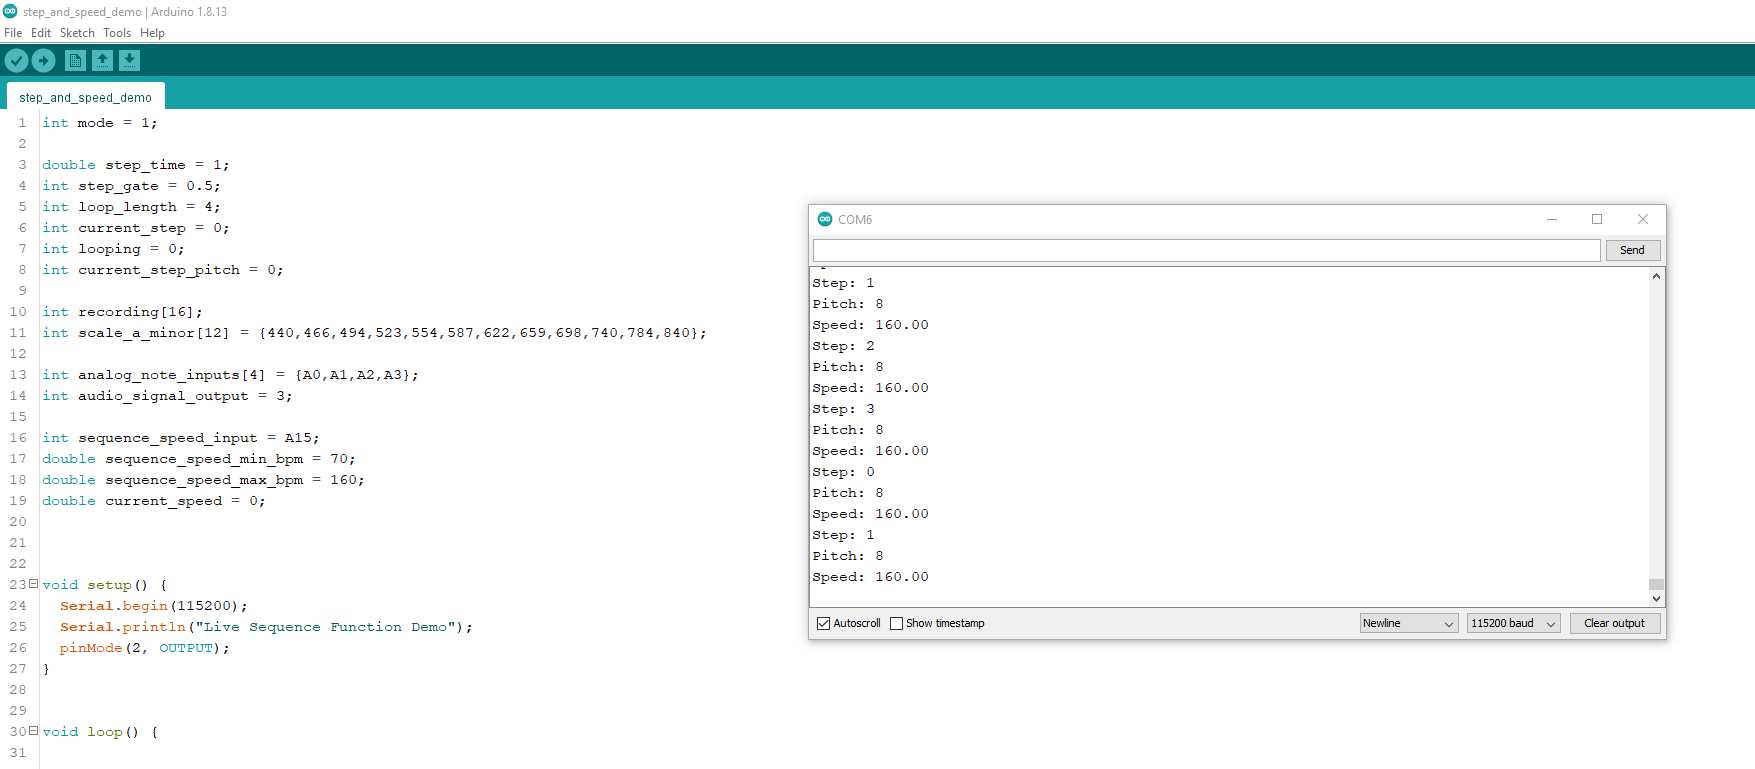 step_and_speed_demo | Arduino 1.8.13
File Edit Sketch Tools Help
step_and_speed_demo
1 int mode = 1;
2
3 double step_time = 1;
4 int step_gate = 0.5;
5 int loop_length = 4;
6 int current_step = 0;
7 int looping = 0;
8 int current_step_pitch = 0;
9
10 int recording[16];
11 int scale_a_minor[12] = {440,466,494,523,554,587,622,659,698,740,784,840};
12
13 int analog_note_inputs[4] = {A0,A1,A2,A3};
14 int audio_signal_output = 3;
15
16 int sequence_speed_input = A15;
17 double sequence_speed_min_bpm = 70;
18 double sequence_speed_max_bpm = 160;
19 double current_speed = 0;
20
21
22
23 void setup() {
24   Serial.begin(115200);
25   Serial.println("Live Sequence Function Demo");
26   pinMode(2, OUTPUT);
27 }
28
29
30 void loop() {
31
COM6
Send
Step: 1
Pitch: 8
Speed: 160.00
Step: 2
Pitch: 8
Speed: 160.00
Step: 3
Pitch: 8
Speed: 160.00
Step: 0
Pitch: 8
Speed: 160.00
Step: 1
Pitch: 8
Speed: 160.00
Autoscroll Show timestamp Newline 115200 baud Clear output